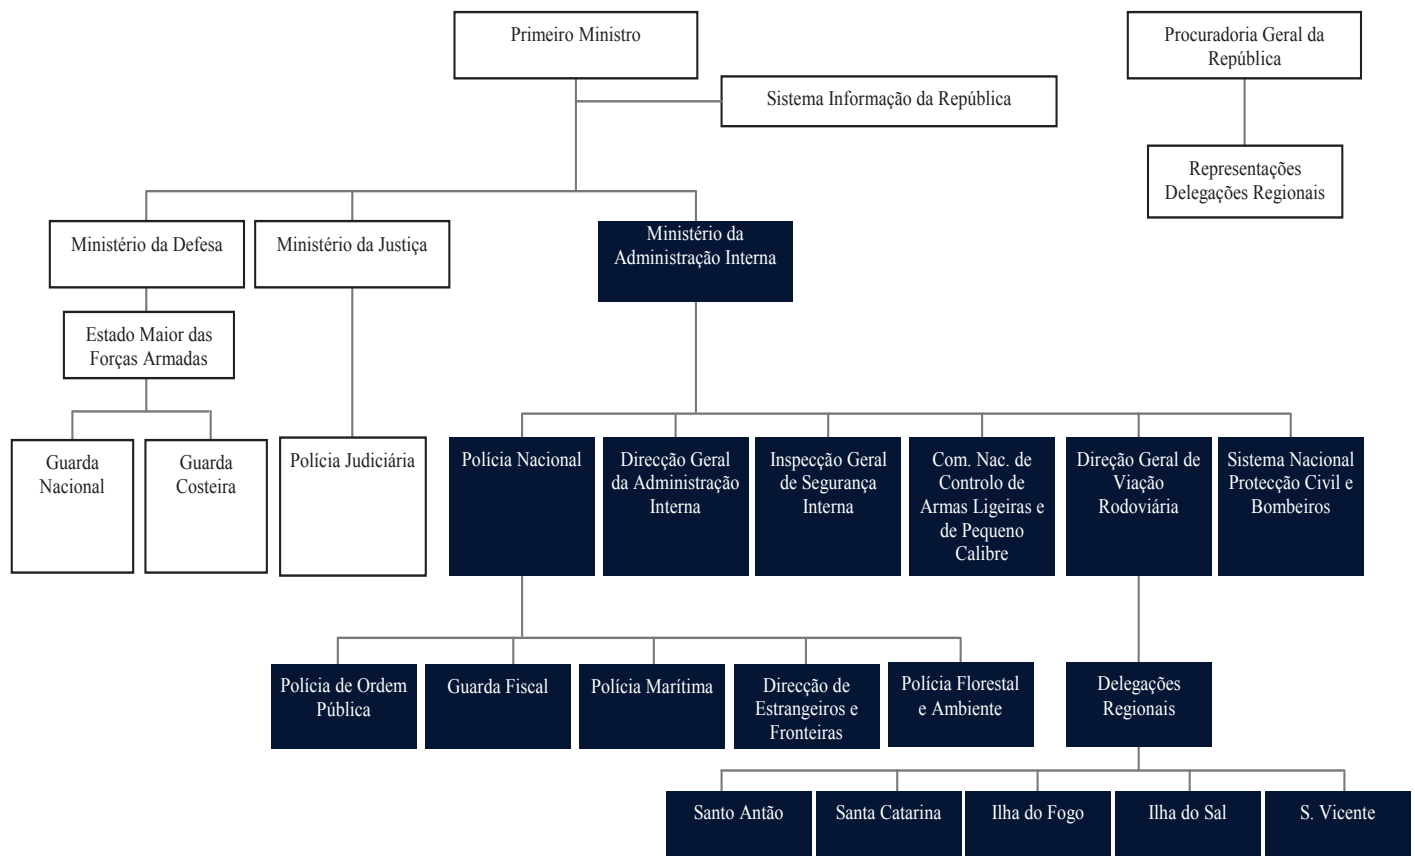 Primeiro Ministro
Procuradoria Geral da
República
Sistema Informação da República
Representações
Delegações Regionais
Ministério da Defesa
Ministério da Justiça
Ministério da
Administração Interna
Estado Maior das
Forças Armadas
Guarda
Nacional
Guarda
Costeira
Polícia Judiciária
Polícia Nacional
Direcção Geral
da Administração
Interna
Inspecção Geral
de Segurança
Interna
Com. Nac. de
Controlo de
Armas Ligeiras e
de Pequeno
Calibre
Direção Geral de
Viação
Rodoviária
Sistema Nacional
Protecção Civil e
Bombeiros
Polícia de Ordem
Pública
Guarda Fiscal
Polícia Marítima
Direcção de
Estrangeiros e
Fronteiras
Polícia Florestal
e Ambiente
Delegações
Regionais
Santo Antão
Santa Catarina
Ilha do Fogo
Ilha do Sal
S. Vicente